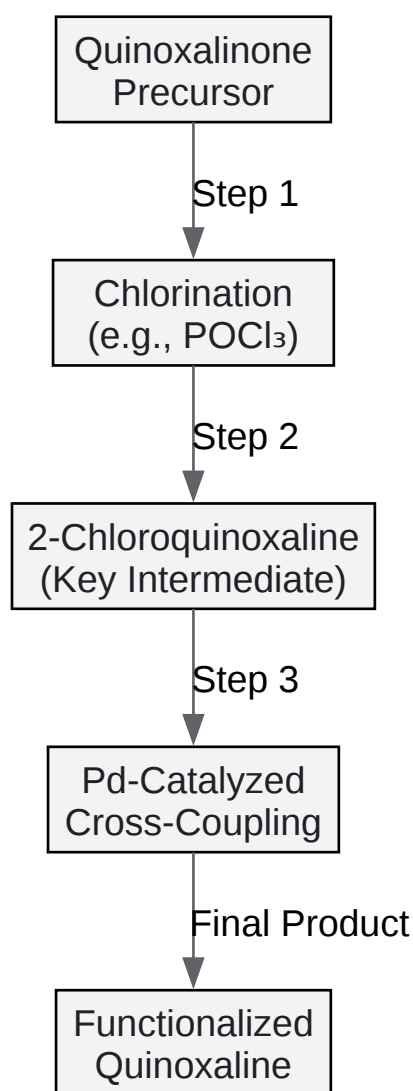 Quinoxalinone
Precursor
Step 1
Chlorination
(e.g., POCl₃)
Step 2
2-Chloroquinoxaline
(Key Intermediate)
Step 3
Pd-Catalyzed
Cross-Coupling
Final Product
Functionalized
Quinoxaline